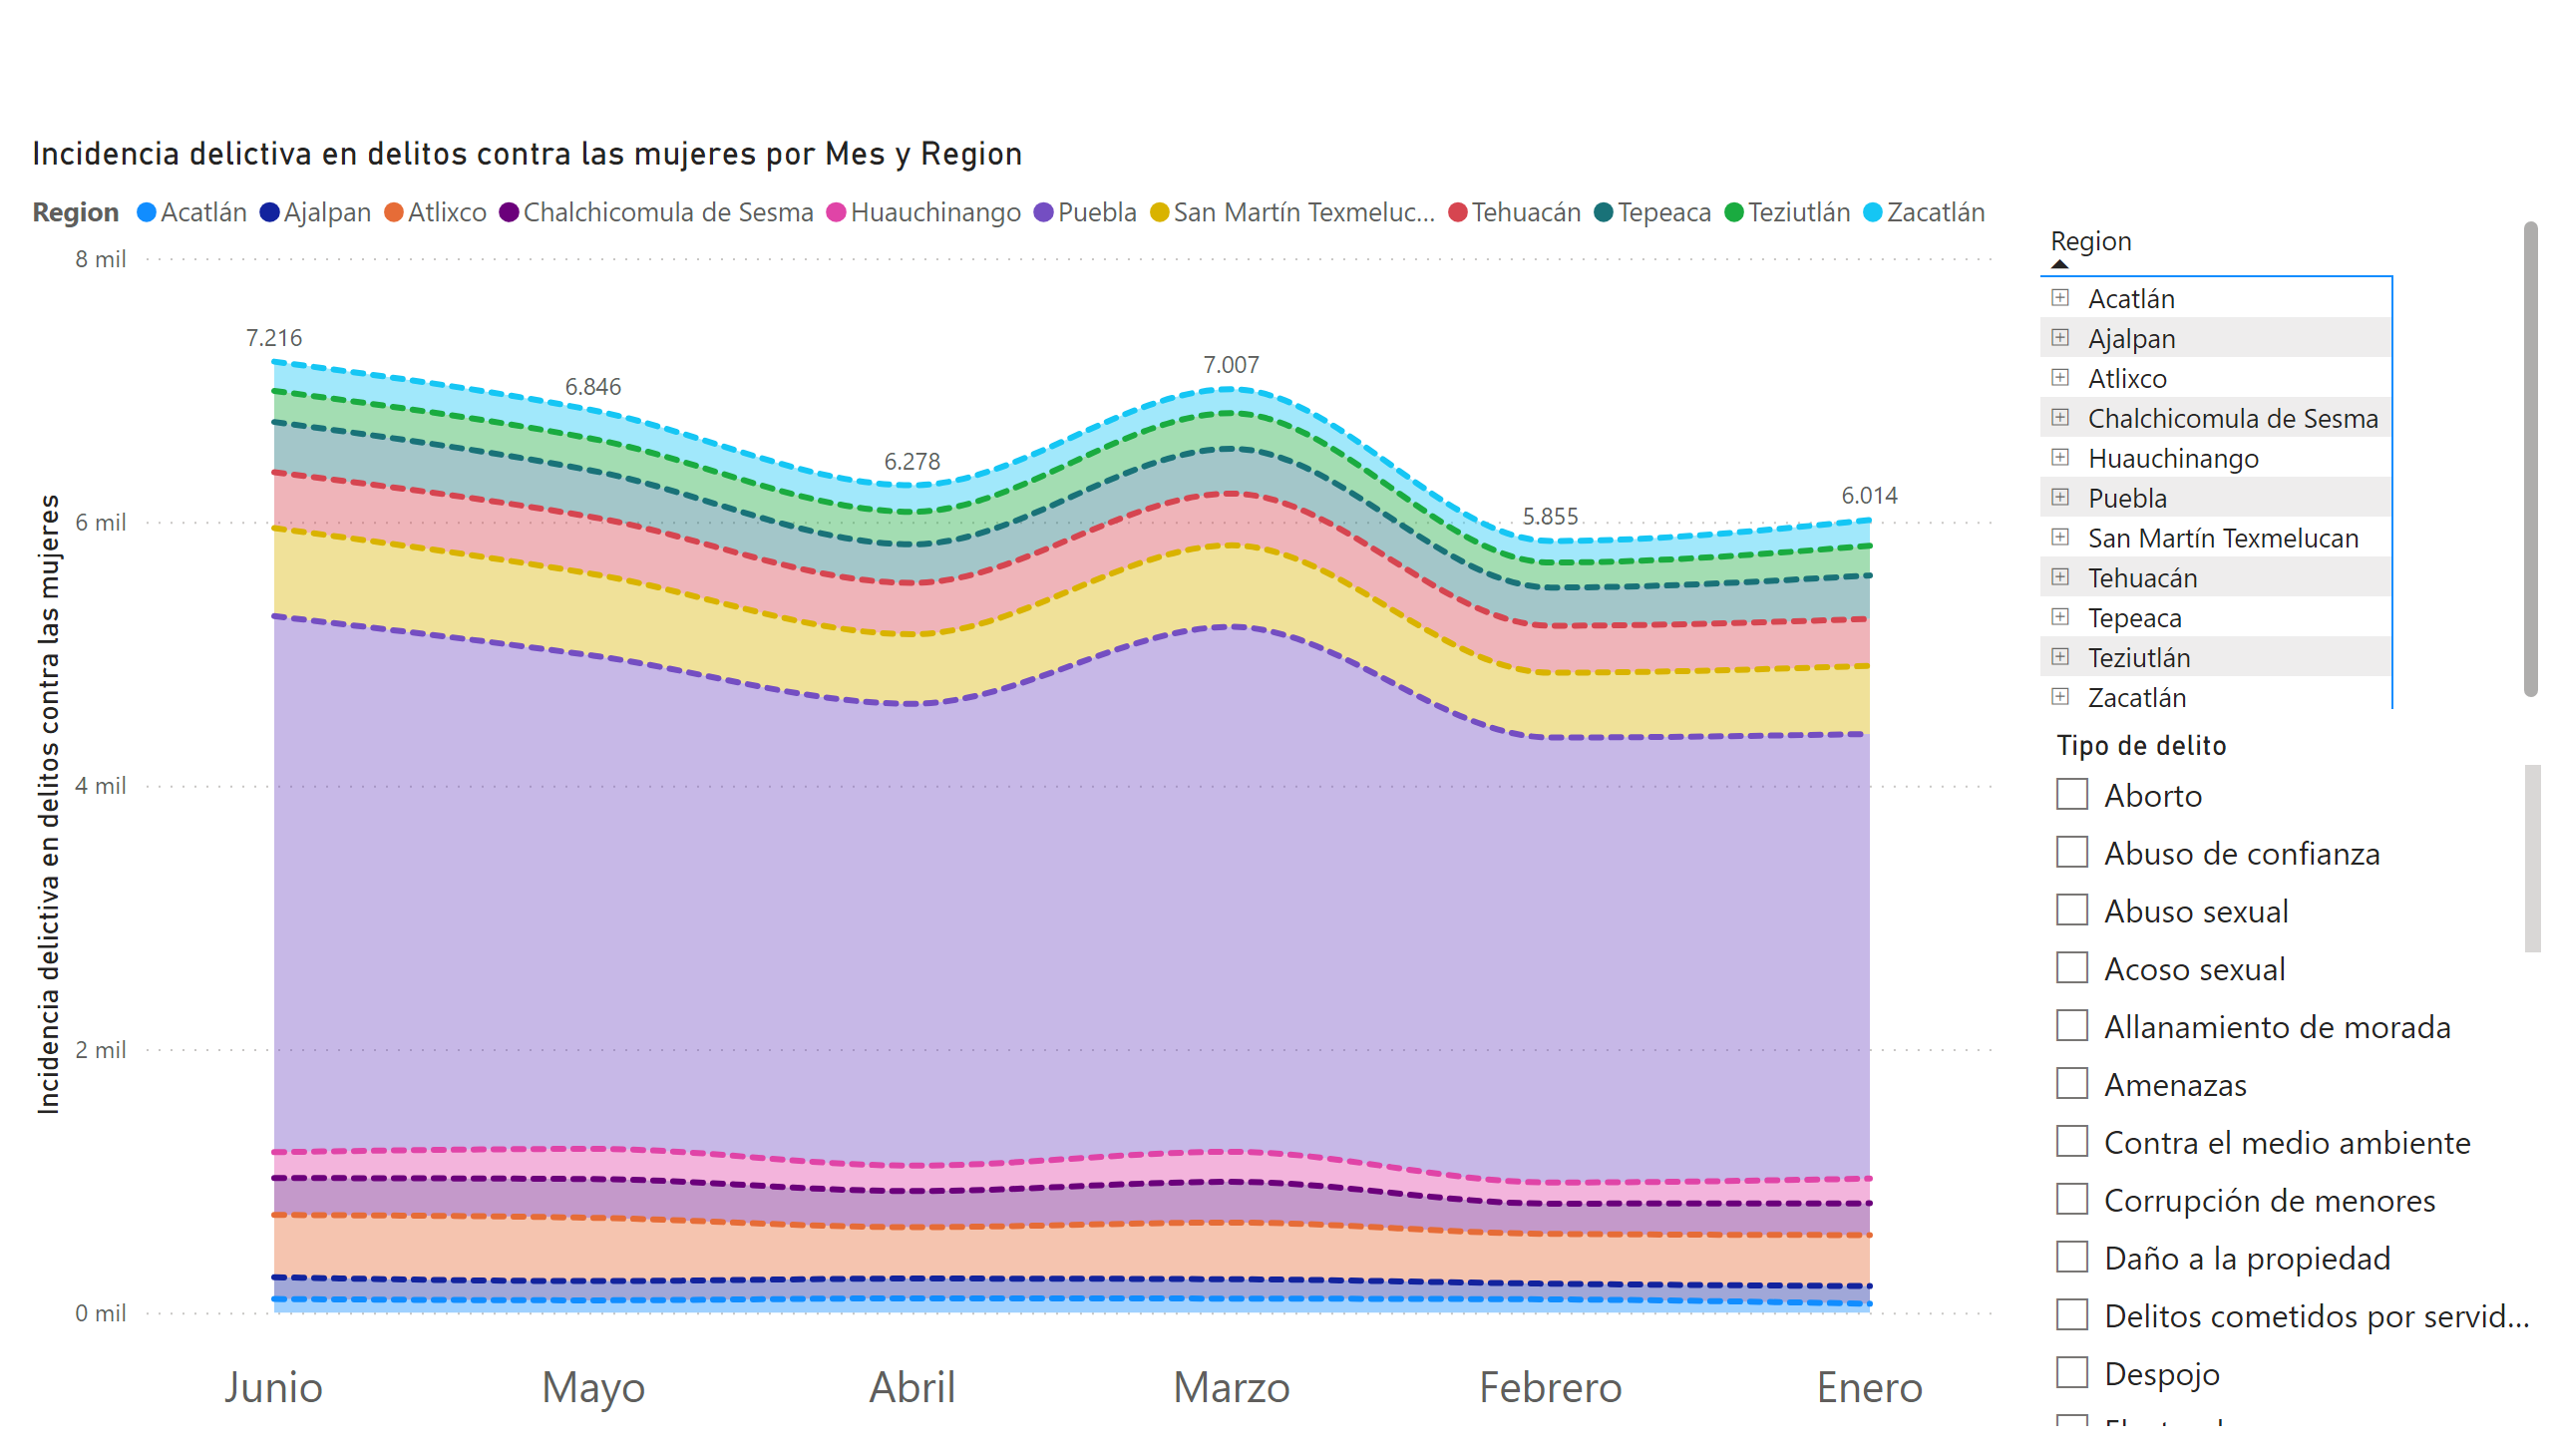 Incidencia delictiva en delitos contra las mujeres por Mes y Region
Region Acatlán Ajalpan Atlixco Chalchicomula de Sesma Huauchinango Puebla San Martín Texmeluc... Tehuacán Tepeaca Teziutlán Zacatlán
Incidencia delictiva en delitos contra las mujeres
8 mil
6 mil
4 mil
2 mil
0 mil
7.216
6.846
6.278
7.007
5.855
6.014
Junio Mayo Abril Marzo Febrero Enero
Region
Acatlán
Ajalpan
Atlixco
Chalchicomula de Sesma
Huauchinango
Puebla
San Martín Texmelucan
Tehuacán
Tepeaca
Teziutlán
Zacatlán
Tipo de delito
Aborto
Abuso de confianza
Abuso sexual
Acoso sexual
Allanamiento de morada
Amenazas
Contra el medio ambiente
Corrupción de menores
Daño a la propiedad
Delitos cometidos por servid...
Despojo